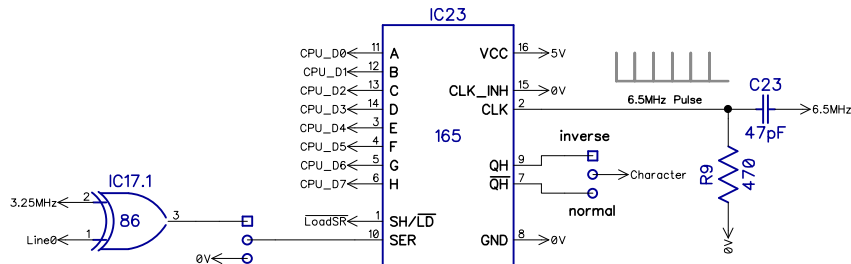 IC23
CPU_D0 11 A VCC 16 5V
CPU_D1 12 B
CPU_D2 13 C CLK_INH 15 0V C23
CPU_D3 14 D CLK 2 6.5MHz Pulse 6.5MHz
CPU_D4 3 E 165 47pF
CPU_D5 4 F inverse
CPU_D6 5 G QH 9
CPU_D7 6 H QH 7 Character R9 470
IC17.1 normal
3.25MHz 2 86 3
LoadSR 1 SH/LD
Line0 1 10 SER GND 8 0V 0V
0V